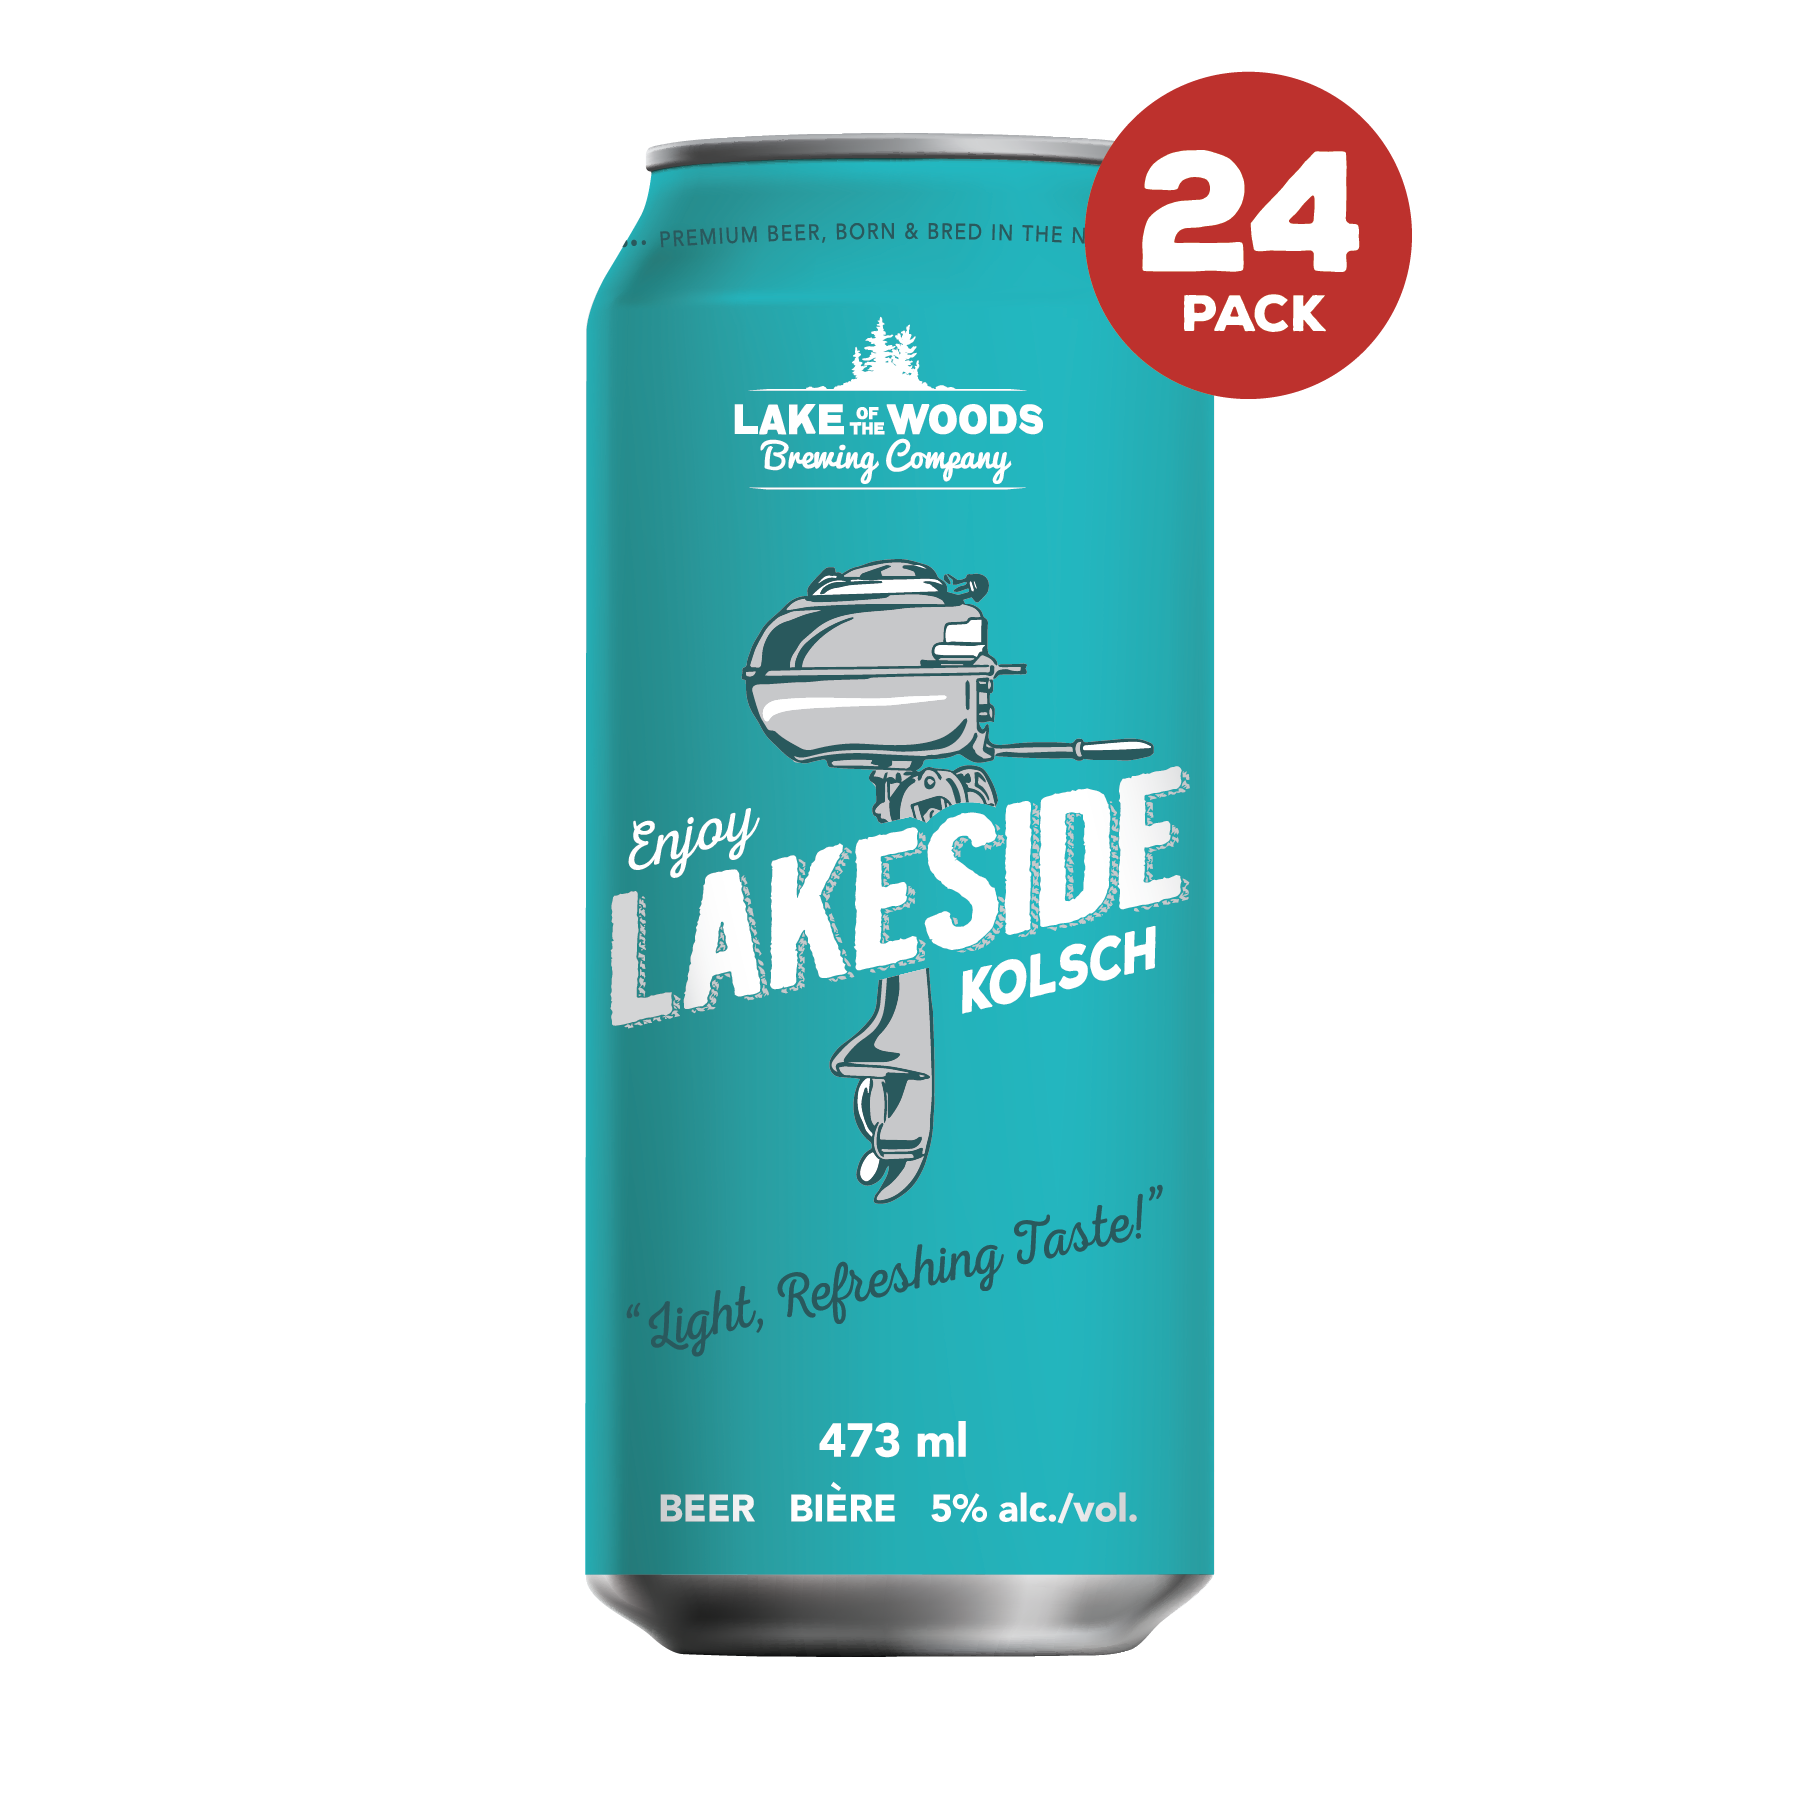 24
PACK
PREMIUM BEER, BORN & BRED IN THE
LAKE OF THE WOODS
Brewing Company
Enjoy
LAKESIDE
KOLSCH
“Light, Refreshing Taste!”
473 ml
BEER BIÈRE 5% alc./vol.